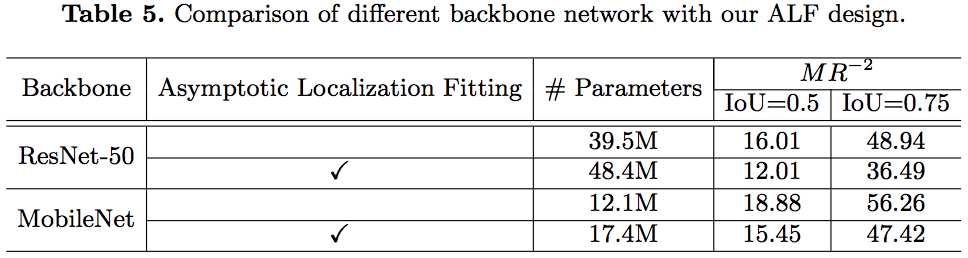 Table 5. Comparison of different backbone network with our ALF design.
Backbone Asymptotic Localization Fitting # Parameters MR−2
IoU=0.5 IoU=0.75
ResNet-50 39.5M 16.01 48.94
✓ 48.4M 12.01 36.49
MobileNet 12.1M 18.88 56.26
✓ 17.4M 15.45 47.42